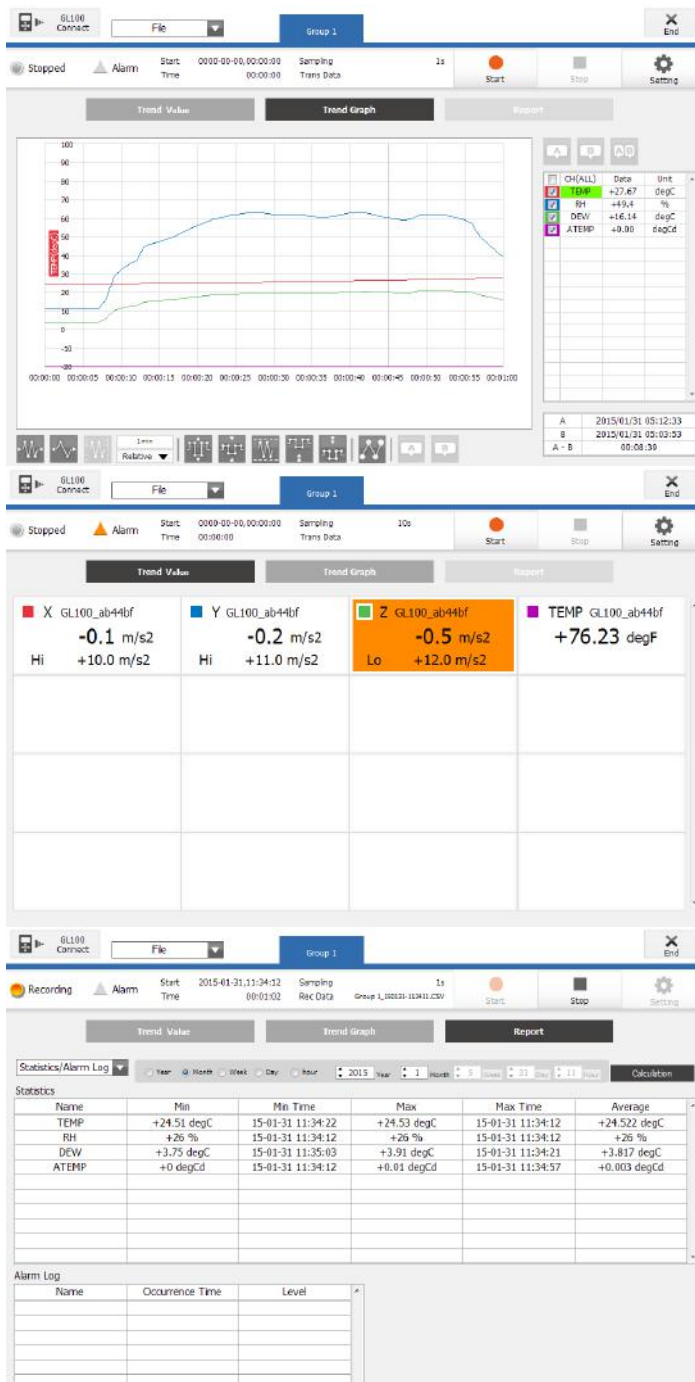 GL100
Connect
File
Group 1
End
Stopped
Alarm
Start 0000-00-00,00:00:00
Time 00:00:00
Sampling 1s
Trans Data
Start
Stop
Setting
Trend Value
Trend Graph
Report
100
90
80
70
60
50
40
30
20
10
0
-10
-20
TEMP[degC]
00:00:00 00:00:05 00:00:10 00:00:15 00:00:20 00:00:25 00:00:30 00:00:35 00:00:40 00:00:45 00:00:50 00:00:55 00:01:00
A B AB
CH(ALL) Data Unit
TEMP +27.67 degC
RH +49.4 %
DEW +16.14 degC
ATEMP +0.00 degCd
A 2015/01/31 05:12:33
B 2015/01/31 05:03:53
A - B 00:08:39
1min
Relative
A B
GL100
Connect
File
Group 1
End
Stopped
Alarm
Start 0000-00-00,00:00:00
Time 00:00:00
Sampling 10s
Trans Data
Start
Stop
Setting
Trend Value
Trend Graph
Report
X GL100_ab44bf
-0.1 m/s2
Hi +10.0 m/s2
Y GL100_ab44bf
-0.2 m/s2
Hi +11.0 m/s2
Z GL100_ab44bf
-0.5 m/s2
Lo +12.0 m/s2
TEMP GL100_ab44bf
+76.23 degF
GL100
Connect
File
Group 1
End
Recording
Alarm
Start 2015-01-31,11:34:12
Time 00:01:02
Sampling 1s
Rec Data Group 1_150131-113411.CSV
Start
Stop
Setting
Trend Value
Trend Graph
Report
Statistics/Alarm Log
Year Month Week Day hour
2015 Year 1 Month 5 Week 31 Day 11 Hour
Calculation
Statistics
Name Min Min Time Max Max Time Average
TEMP +24.51 degC 15-01-31 11:34:22 +24.53 degC 15-01-31 11:34:12 +24.522 degC
RH +26 % 15-01-31 11:34:12 +26 % 15-01-31 11:34:12 +26 %
DEW +3.75 degC 15-01-31 11:35:03 +3.91 degC 15-01-31 11:34:21 +3.817 degC
ATEMP +0 degCd 15-01-31 11:34:12 +0.01 degCd 15-01-31 11:34:57 +0.003 degCd
Alarm Log
Name Occurrence Time Level